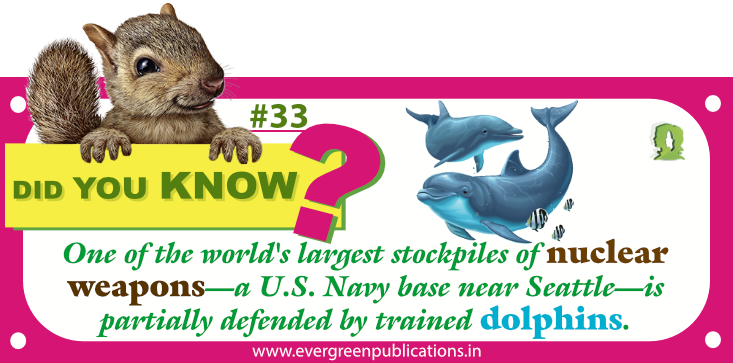 #33
DID YOU KNOW?
One of the world's largest stockpiles of nuclear
weapons—a U.S. Navy base near Seattle—is
partially defended by trained dolphins.
www.evergreenpublications.in